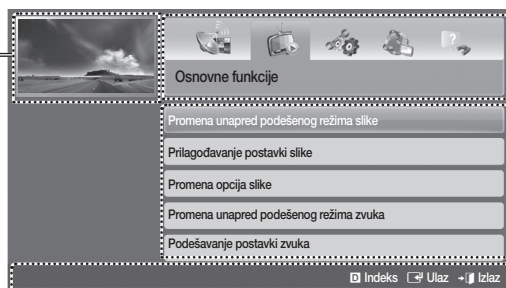 Osnovne funkcije
Promena unapred podešenog režima slike
Prilagođavanje postavki slike
Promena opcija slike
Promena unapred podešenog režima zvuka
Podešavanje postavki zvuka
D Indeks Ulaz Izlaz